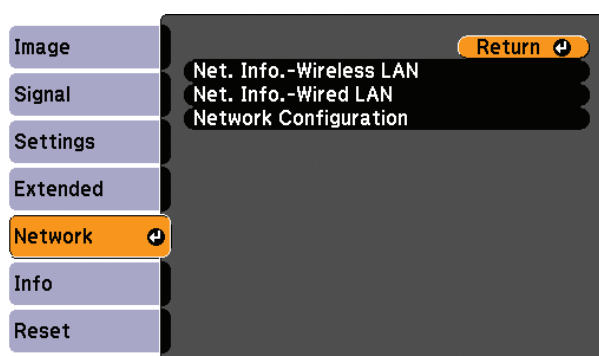 Image
Signal
Settings
Extended
Network
Info
Reset
Return
Net. Info.-Wireless LAN
Net. Info.-Wired LAN
Network Configuration